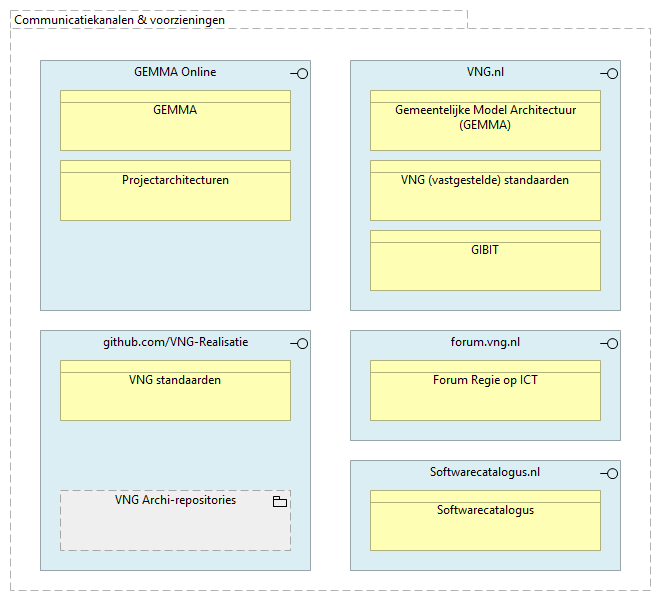 Communicatiekanalen & voorzieningen
GEMMA Online
GEMMA
Projectarchitecturen
VNG.nl
Gemeentelijke Model Architectuur
(GEMMA)
VNG (vastgestelde) standaarden
GIBIT
github.com/VNG-Realisatie
VNG standaarden
VNG Archi-repositories
forum.vng.nl
Forum Regie op ICT
Softwarecatalogus.nl
Softwarecatalogus